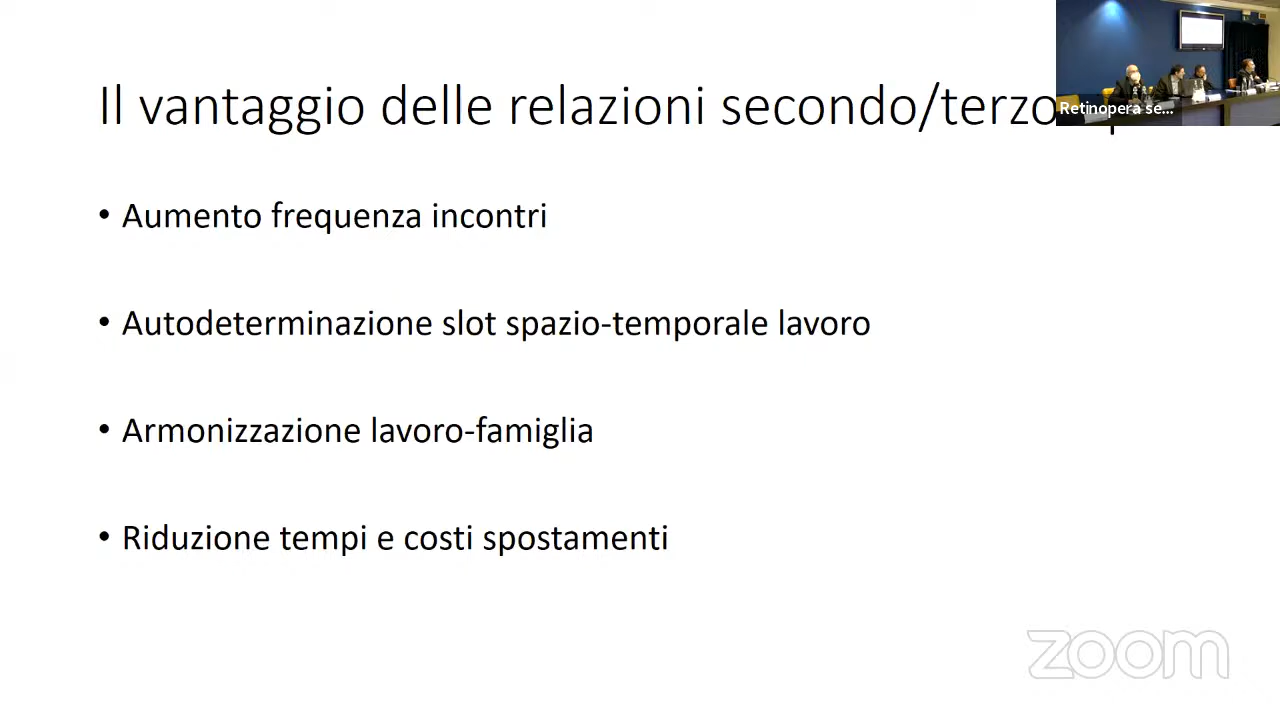 Il vantaggio delle relazioni secondo/terzo
Retinopera se...
• Aumento frequenza incontri
• Autodeterminazione slot spazio-temporale lavoro
• Armonizzazione lavoro-famiglia
• Riduzione tempi e costi spostamenti
zoom